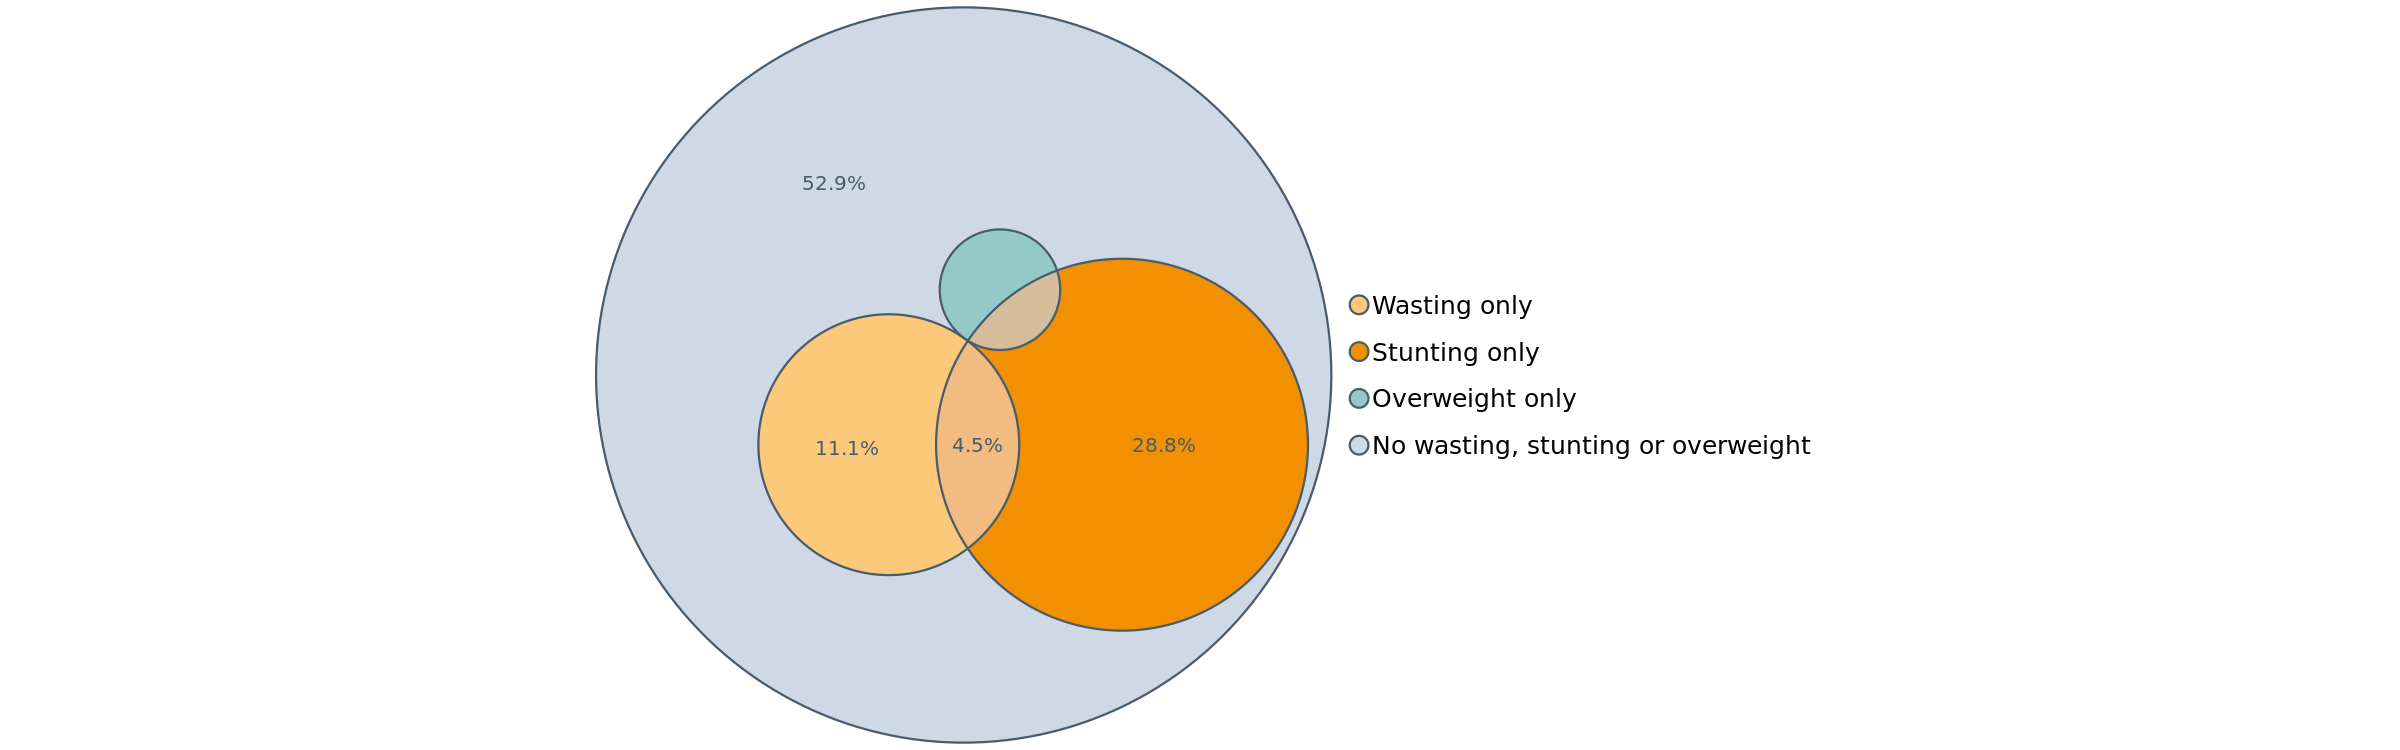 52.9%
11.1%
4.5%
28.8%
Wasting only
Stunting only
Overweight only
No wasting, stunting or overweight